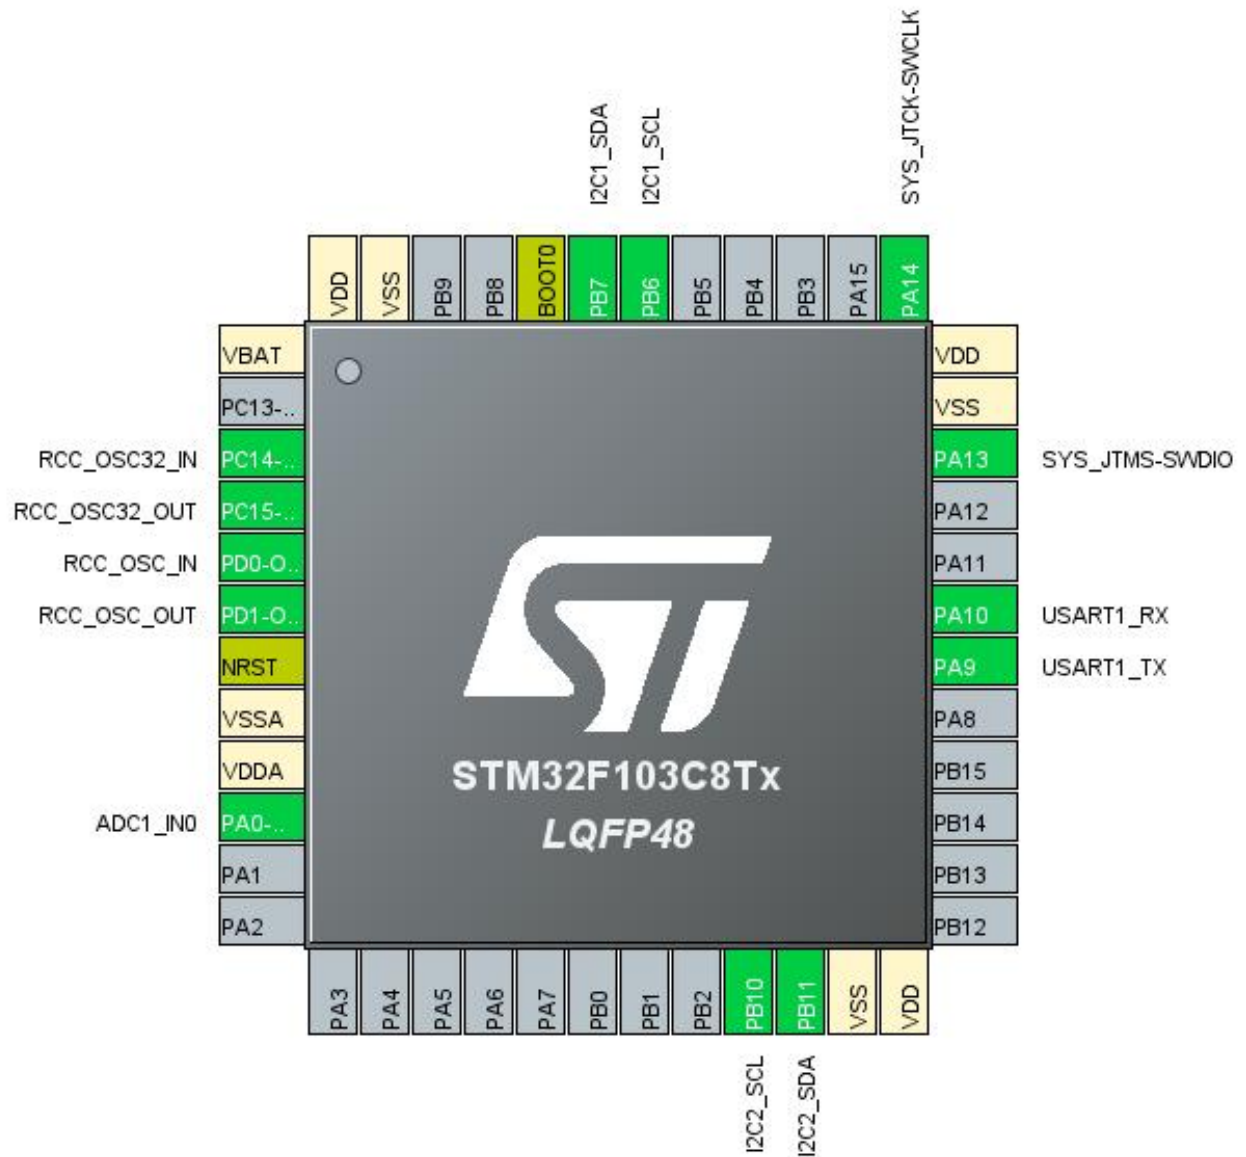 I2C1_SDA
I2C1_SCL
SYS_JTCK-SWCLK
VDD
VSS
PB9
PB8
BOOT0
PB7
PB6
PB5
PB4
PB3
PA15
PA14
VBAT
PC13-..
RCC_OSC32_IN PC14-..
RCC_OSC32_OUT PC15-..
RCC_OSC_IN PD0-O..
RCC_OSC_OUT PD1-O..
NRST
VSSA
VDDA
ADC1_IN0 PA0-..
PA1
PA2
VDD
VSS
PA13 SYS_JTMS-SWDIO
PA12
PA11
PA10 USART1_RX
PA9 USART1_TX
PA8
PB15
PB14
PB13
PB12
ST
STM32F103C8Tx
LQFP48
PA3
PA4
PA5
PA6
PA7
PB0
PB1
PB2
PB10
PB11
VSS
VDD
I2C2_SCL
I2C2_SDA